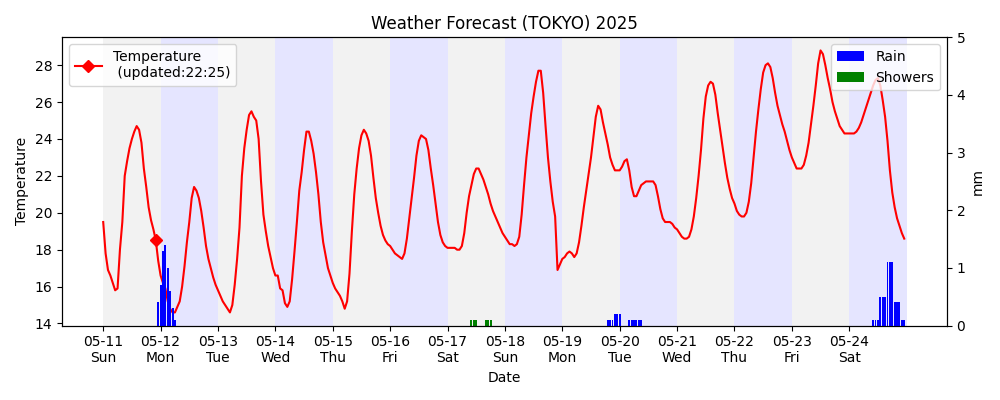 Weather Forecast (TOKYO) 2025
Temperature
(updated:22:25)
Rain
Showers
Temperature
28
26
24
22
20
18
16
14
5
4
3
2
1
0
mm
05-11 05-12 05-13 05-14 05-15 05-16 05-17 05-18 05-19 05-20 05-21 05-22 05-23 05-24
Sun Mon Tue Wed Thu Fri Sat Sun Mon Tue Wed Thu Fri Sat
Date